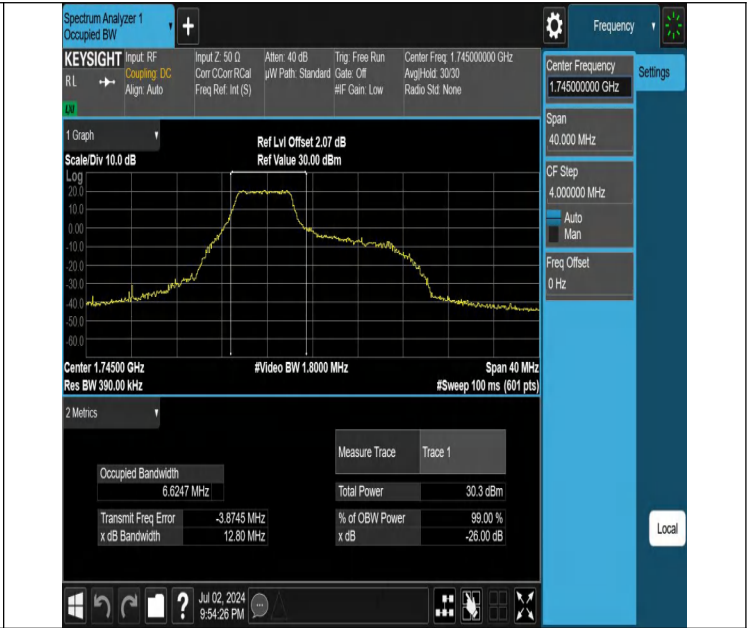 Spectrum Analyzer 1
Occupied BW
+
Frequency
KEYSIGHT
R L
Input: RF
Coupling: DC
Align: Auto
Input Z: 50 Ω
Corr CCorr RCal
Freq Ref: Int (S)
Atten: 40 dB
µW Path: Standard
Trig: Free Run
Gate: Off
#IF Gain: Low
Center Freq: 1.745000000 GHz
Avg|Hold: 30/30
Radio Std: None
Center Frequency
1.745000000 GHz
Settings
Span
40.000 MHz
CF Step
4.000000 MHz
Auto
Man
Freq Offset
0 Hz
Local
1 Graph
Scale/Div 10.0 dB
Ref Lvl Offset 2.07 dB
Ref Value 30.00 dBm
Log
20.0
10.0
0.00
-10.0
-20.0
-30.0
-40.0
-50.0
-60.0
Center 1.74500 GHz
#Video BW 1.8000 MHz
Span 40 MHz
Res BW 390.00 kHz
#Sweep 100 ms (601 pts)
2 Metrics
Measure Trace Trace 1
Occupied Bandwidth
6.6247 MHz
Total Power 30.3 dBm
Transmit Freq Error -3.8745 MHz
% of OBW Power 99.00 %
x dB Bandwidth 12.80 MHz
x dB -26.00 dB
?
Jul 02, 2024
9:54:26 PM